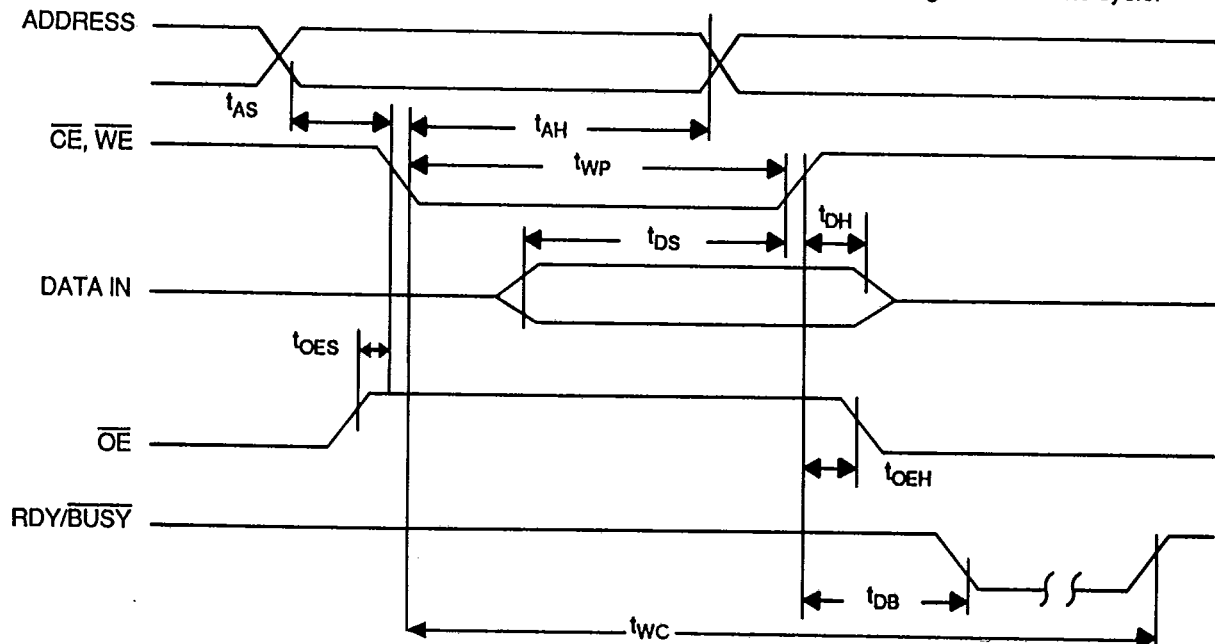 ADDRESS
tAS
tAH
CE, WE
tWP
tDH
tDS
DATA IN
tOES
OE
tOEH
RDY/BUSY
tDB
tWC